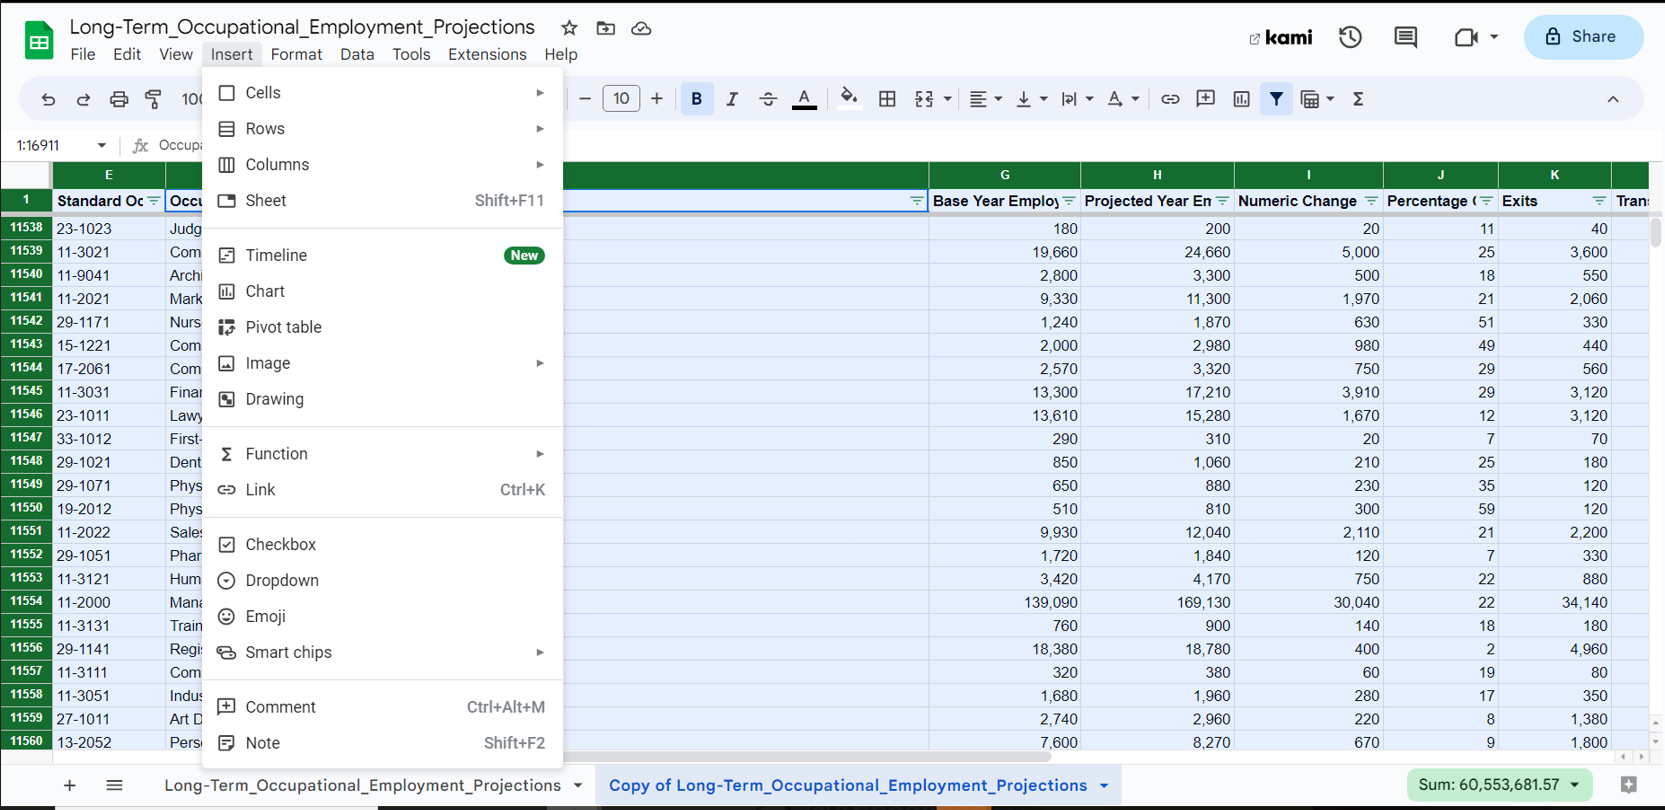 Long-Term_Occupational_Employment_Projections
kami
Share
File Edit View Insert Format Data Tools Extensions Help
10
B
1:16911
fx
Cells
Rows
Columns
Sheet Shift+F11
Timeline New
Chart
Pivot table
Image
Drawing
Function
Link Ctrl+K
Checkbox
Dropdown
Emoji
Smart chips
Comment Ctrl+Alt+M
Note Shift+F2
E G H I J K
1 Standard Oc Occu Base Year Employ Projected Year Em Numeric Change Percentage Exits Tran
11538 23-1023 Judg 180 200 20 11 40
11539 11-3021 Com 19,660 24,660 5,000 25 3,600
11540 11-9041 Archi 2,800 3,300 500 18 550
11541 11-2021 Mark 9,330 11,300 1,970 21 2,060
11542 29-1171 Nurs 1,240 1,870 630 51 330
11543 15-1221 Com 2,000 2,980 980 49 440
11544 17-2061 Com 2,570 3,320 750 29 560
11545 11-3031 Finar 13,300 17,210 3,910 29 3,120
11546 23-1011 Lawy 13,610 15,280 1,670 12 3,120
11547 33-1012 First- 290 310 20 7 70
11548 29-1021 Dent 850 1,060 210 25 180
11549 29-1071 Phys 650 880 230 35 120
11550 19-2012 Phys 510 810 300 59 120
11551 11-2022 Sales 9,930 12,040 2,110 21 2,200
11552 29-1051 Phar 1,720 1,840 120 7 330
11553 11-3121 Hum 3,420 4,170 750 22 880
11554 11-2000 Mana 139,090 169,130 30,040 22 34,140
11555 11-3131 Train 760 900 140 18 180
11556 29-1141 Regi 18,380 18,780 400 2 4,960
11557 11-3111 Com 320 380 60 19 80
11558 11-3051 Indus 1,680 1,960 280 17 350
11559 27-1011 Art D 2,740 2,960 220 8 1,380
11560 13-2052 Pers 7,600 8,270 670 9 1,800
Long-Term_Occupational_Employment_Projections Copy of Long-Term_Occupational_Employment_Projections Sum: 60,553,681.57